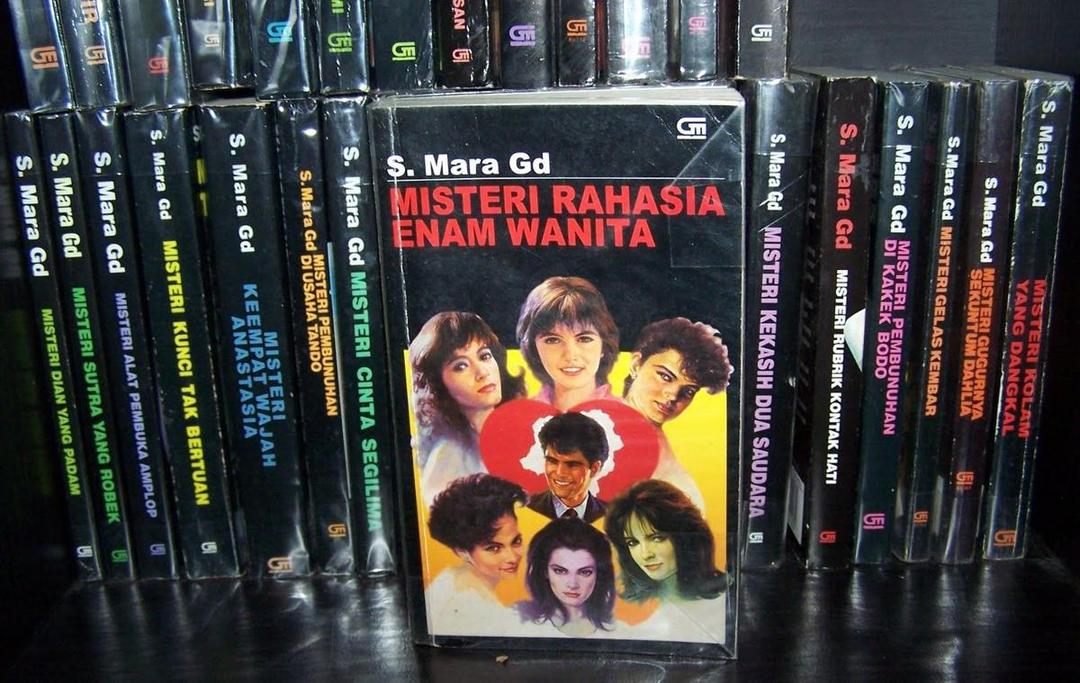 IR
MI
SAN
S. Mara Gd MISTERI DIAN YANG PADAM
S. Mara Gd MISTERI SUTRA YANG ROBEK
S. Mara Gd MISTERI ALAT PEMBUKA AMPLOP
S. Mara Gd MISTERI KUNCI TAK BERTUAN
S. Mara Gd
MISTERI
KEEMPAT WAJAH
ANASTASIA
S. Mara Gd MISTERI PEMBUNUHAN
DI USAHA TANDO
S. Mara Gd MISTERI CINTA SEGILIMA
S. Mara Gd
MISTERI RAHASIA
ENAM WANITA
S. Mara Gd MISTERI KEKASIH DUA SAUDARA
S. Mara Gd MISTERI RUBRIK KONTAK HATI
S. Mara Gd MISTERI PEMBUNUHAN
DI KAKEK BODO
S. Mara Gd MISTERI GELAS KEMBAR
S. Mara Gd MISTERI GUGURNYA
SEKUNTUM DAHLIA
S. Mara Gd MISTERI KOLAM
YANG DANGKAL